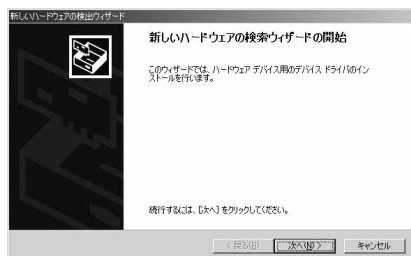 新しいハードウェアの検出ウィザード
新しいハードウェアの検索ウィザードの開始
このウィザードでは、ハードウェア デバイス用のデバイス ドライバのイン
ストールを行います。
続行するには、[次へ] をクリックしてください。
< 戻る(B)
次へ(N) >
キャンセル